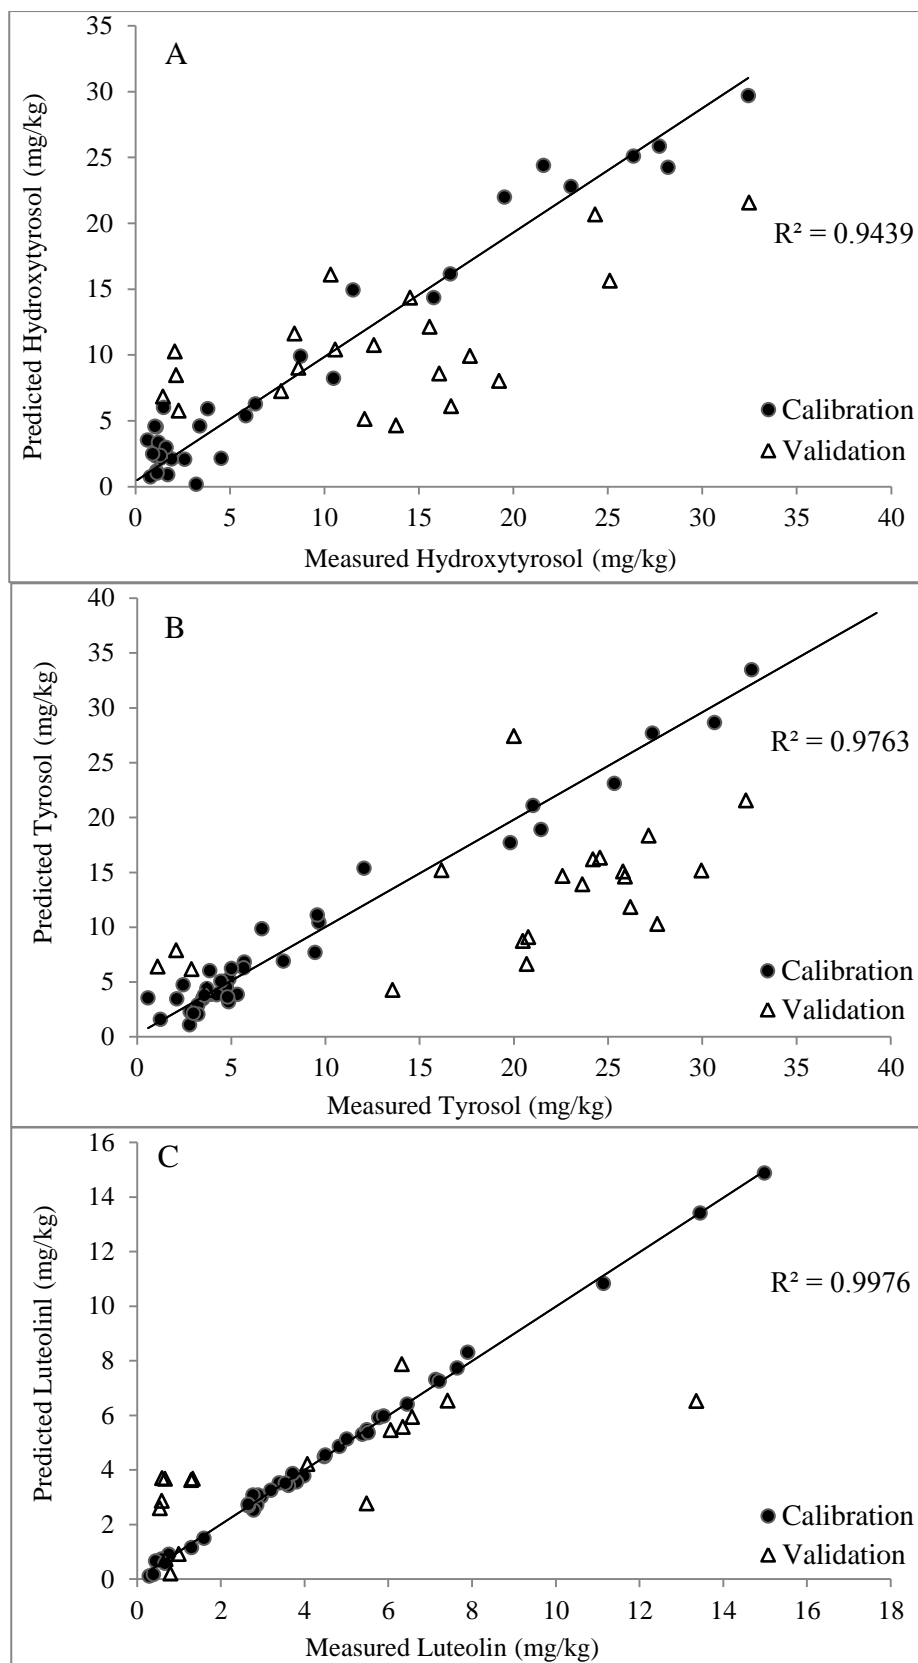 A
Predicted Hydroxytyrosol (mg/kg)
35
30
25
20
15
10
5
0
R² = 0.9439
Calibration
Validation
0 5 10 15 20 25 30 35 40
Measured Hydroxytyrosol (mg/kg)
B
Predicted Tyrosol (mg/kg)
40
35
30
25
20
15
10
5
0
R² = 0.9763
Calibration
Validation
0 5 10 15 20 25 30 35 40
Measured Tyrosol (mg/kg)
C
Predicted Luteolinl (mg/kg)
16
14
12
10
8
6
4
2
0
R² = 0.9976
Calibration
Validation
0 2 4 6 8 10 12 14 16 18
Measured Luteolin (mg/kg)